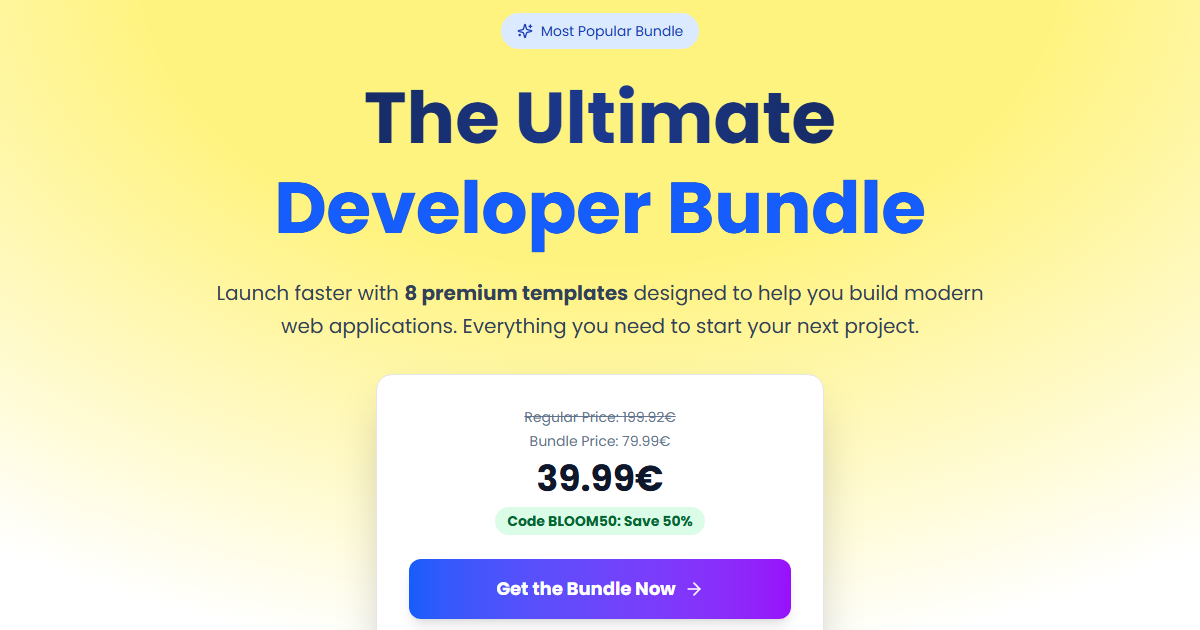 Most Popular Bundle
The Ultimate
Developer Bundle
Launch faster with 8 premium templates designed to help you build modern
web applications. Everything you need to start your next project.
Regular Price: 199.92€
Bundle Price: 79.99€
39.99€
Code BLOOM50: Save 50%
Get the Bundle Now →